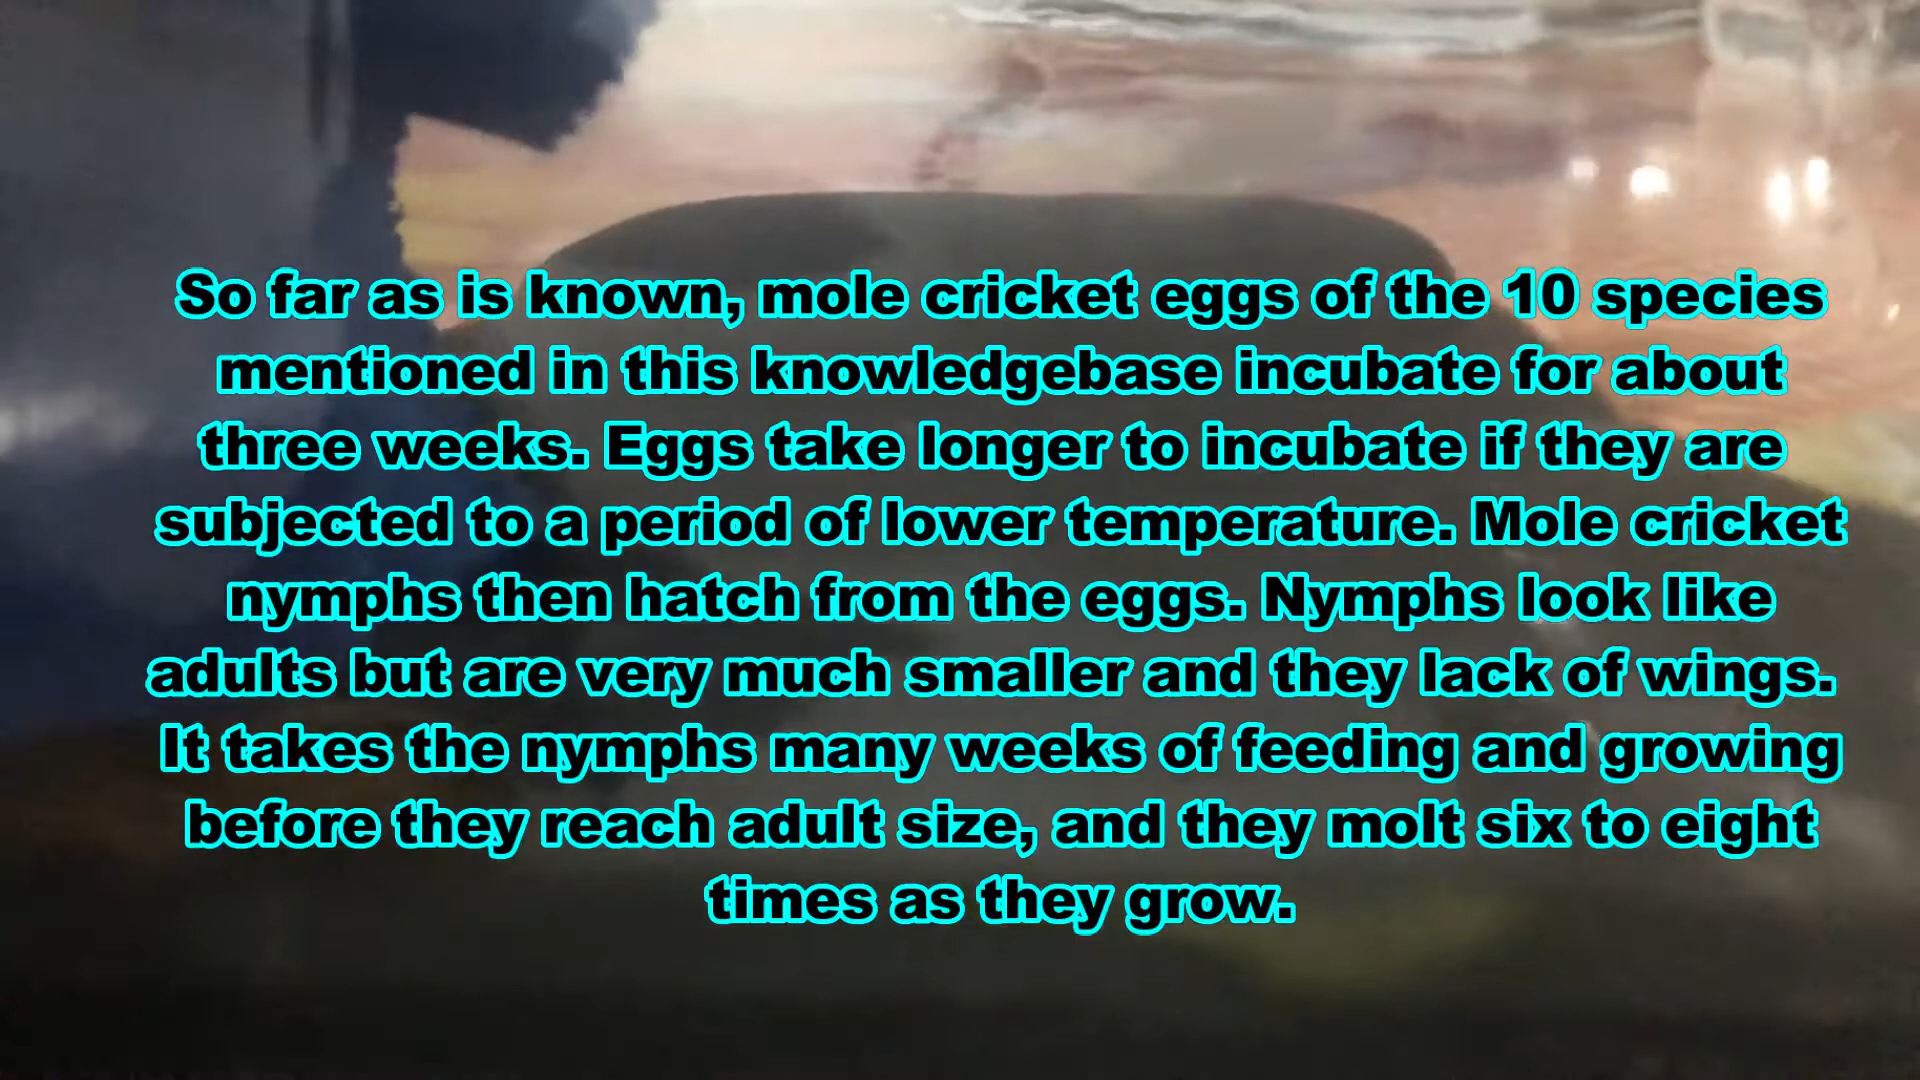 So far as is known, mole cricket eggs of the 10 species
mentioned in this knowledgebase incubate for about
three weeks. Eggs take longer to incubate if they are
subjected to a period of lower temperature. Mole cricket
nymphs then hatch from the eggs. Nymphs look like
adults but are very much smaller and they lack of wings.
It takes the nymphs many weeks of feeding and growing
before they reach adult size, and they molt six to eight
times as they grow.